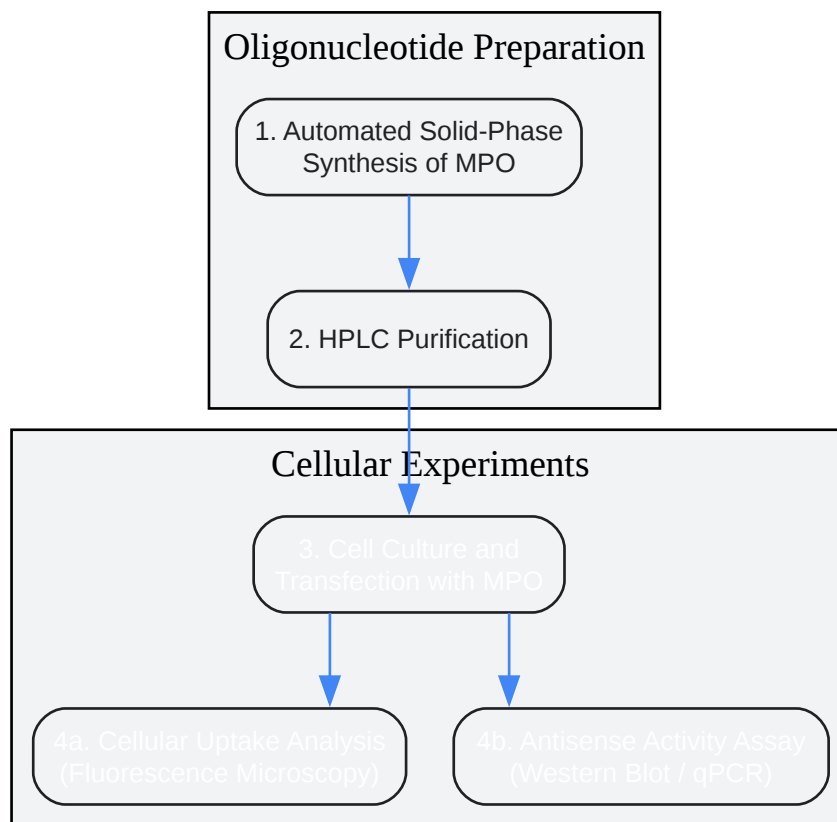 Oligonucleotide Preparation
1. Automated Solid-Phase
Synthesis of MPO
2. HPLC Purification
Cellular Experiments
3. Cell Culture and
Transfection with MPO
4a. Cellular Uptake Analysis
(Fluorescence Microscopy)
4b. Antisense Activity Assay
(Western Blot / qPCR)